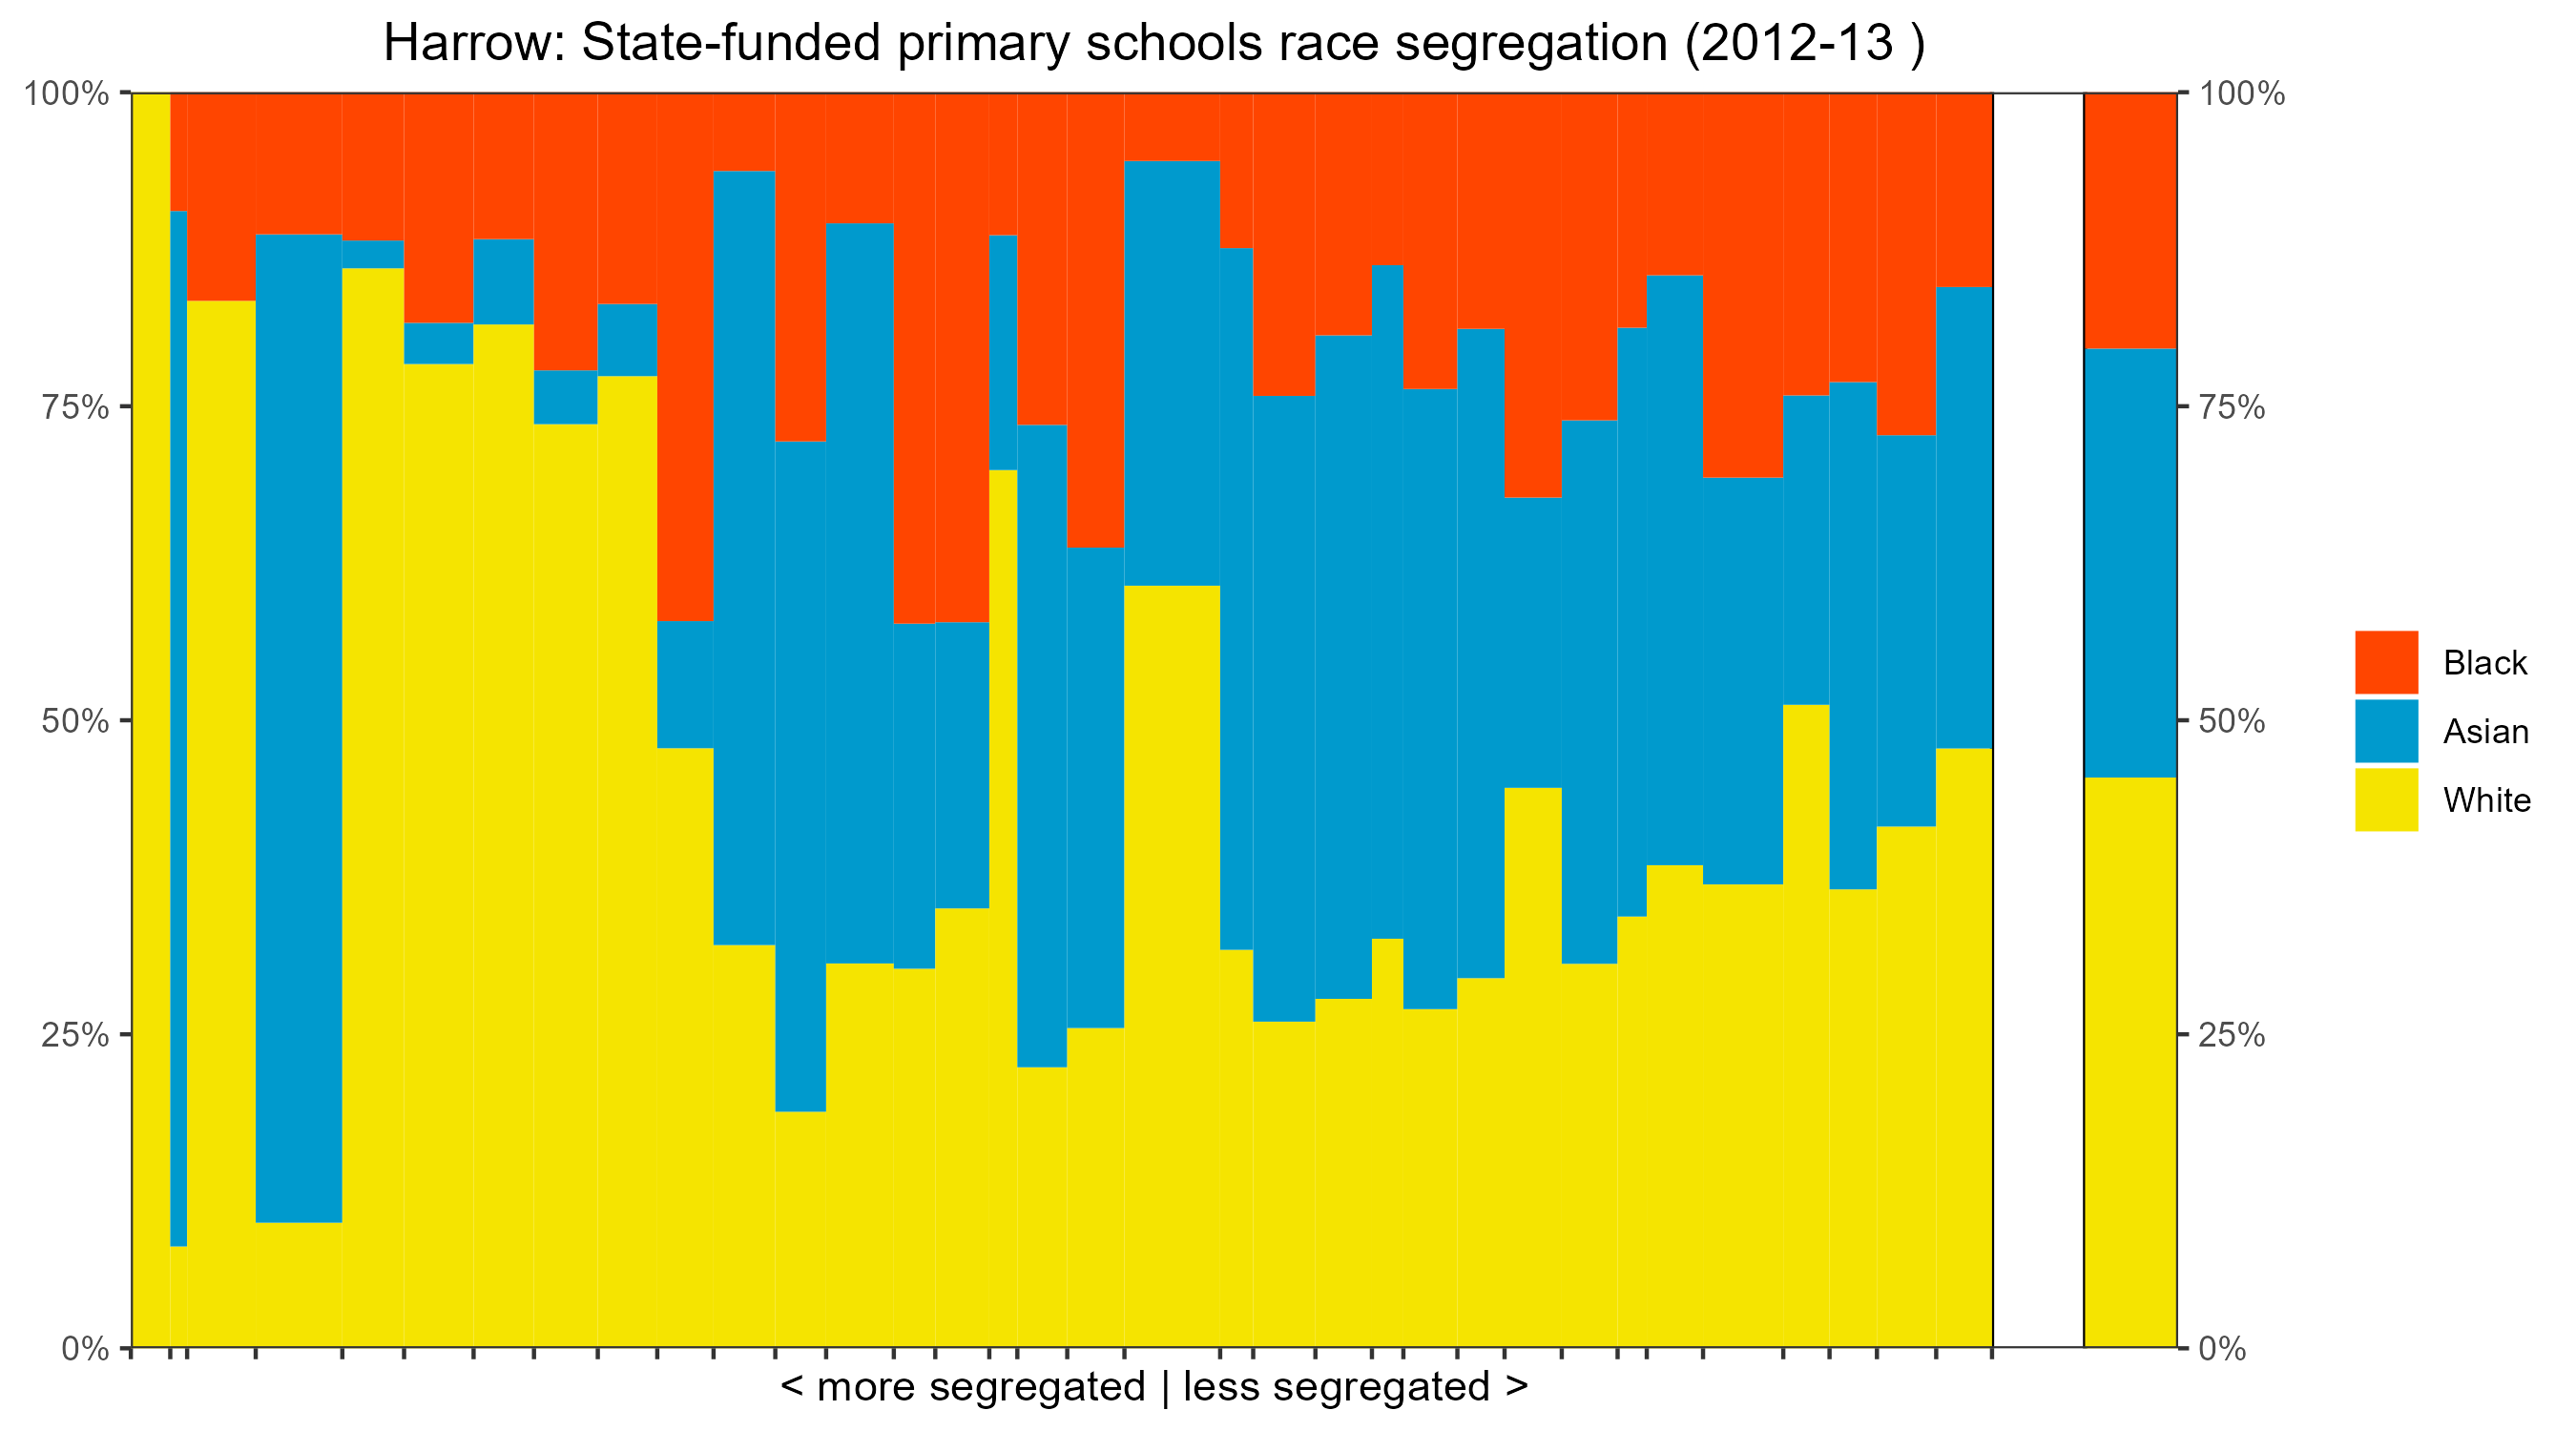 Harrow: State-funded primary schools race segregation (2012-13 )
100%
75%
50%
25%
0%
100%
75%
50%
25%
0%
Black
Asian
White
< more segregated | less segregated >